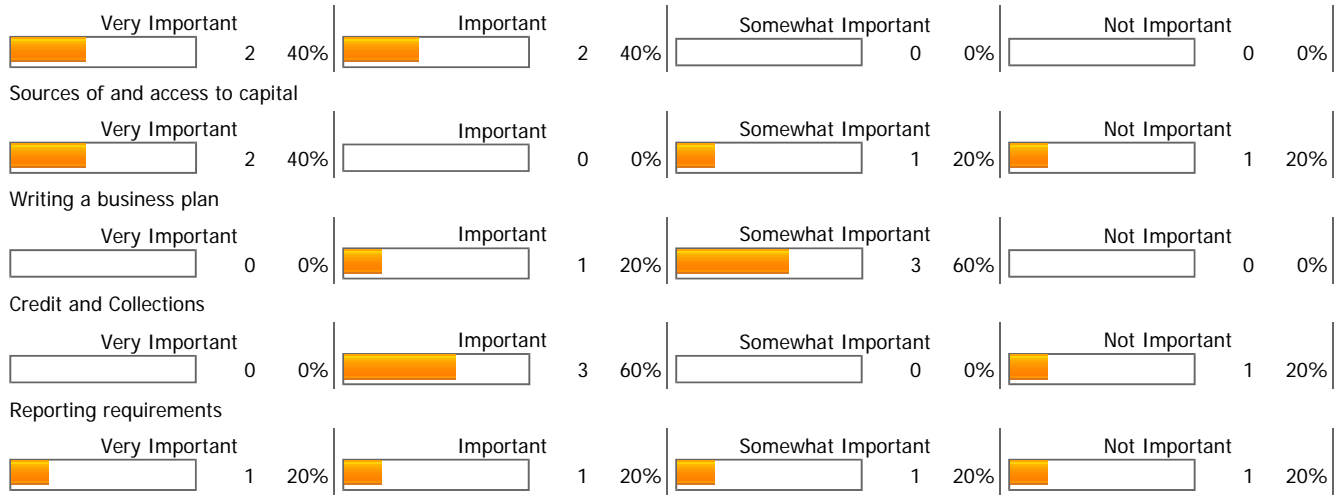 Very Important Important Somewhat Important Not Important
2 40% 2 40% 0 0% 0 0%
Sources of and access to capital
Very Important Important Somewhat Important Not Important
2 40% 0 0% 1 20% 1 20%
Writing a business plan
Very Important Important Somewhat Important Not Important
0 0% 1 20% 3 60% 0 0%
Credit and Collections
Very Important Important Somewhat Important Not Important
0 0% 3 60% 0 0% 1 20%
Reporting requirements
Very Important Important Somewhat Important Not Important
1 20% 1 20% 1 20% 1 20%